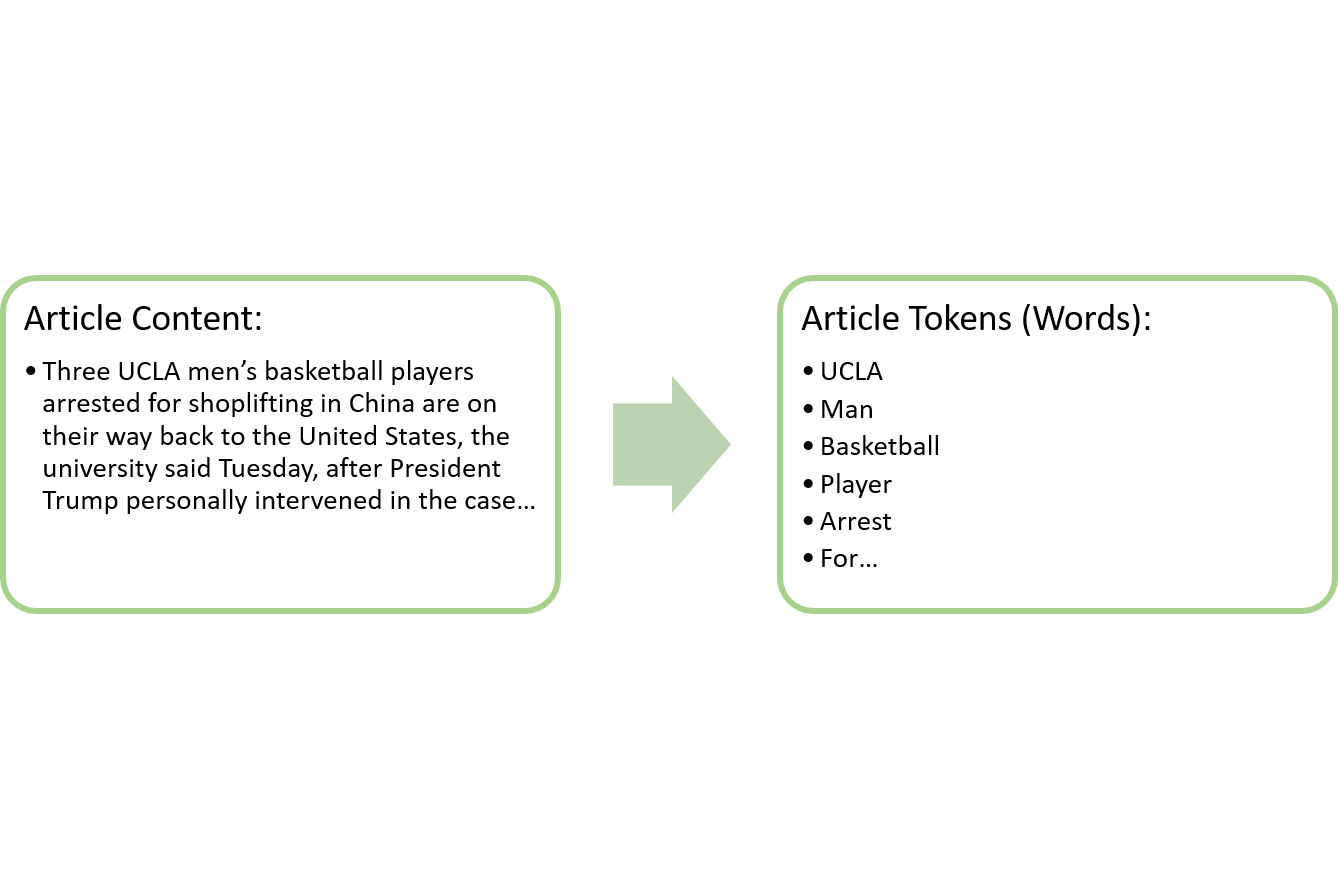 Article Content:
• Three UCLA men’s basketball players
arrested for shoplifting in China are on
their way back to the United States, the
university said Tuesday, after President
Trump personally intervened in the case…
Article Tokens (Words):
• UCLA
• Man
• Basketball
• Player
• Arrest
• For…